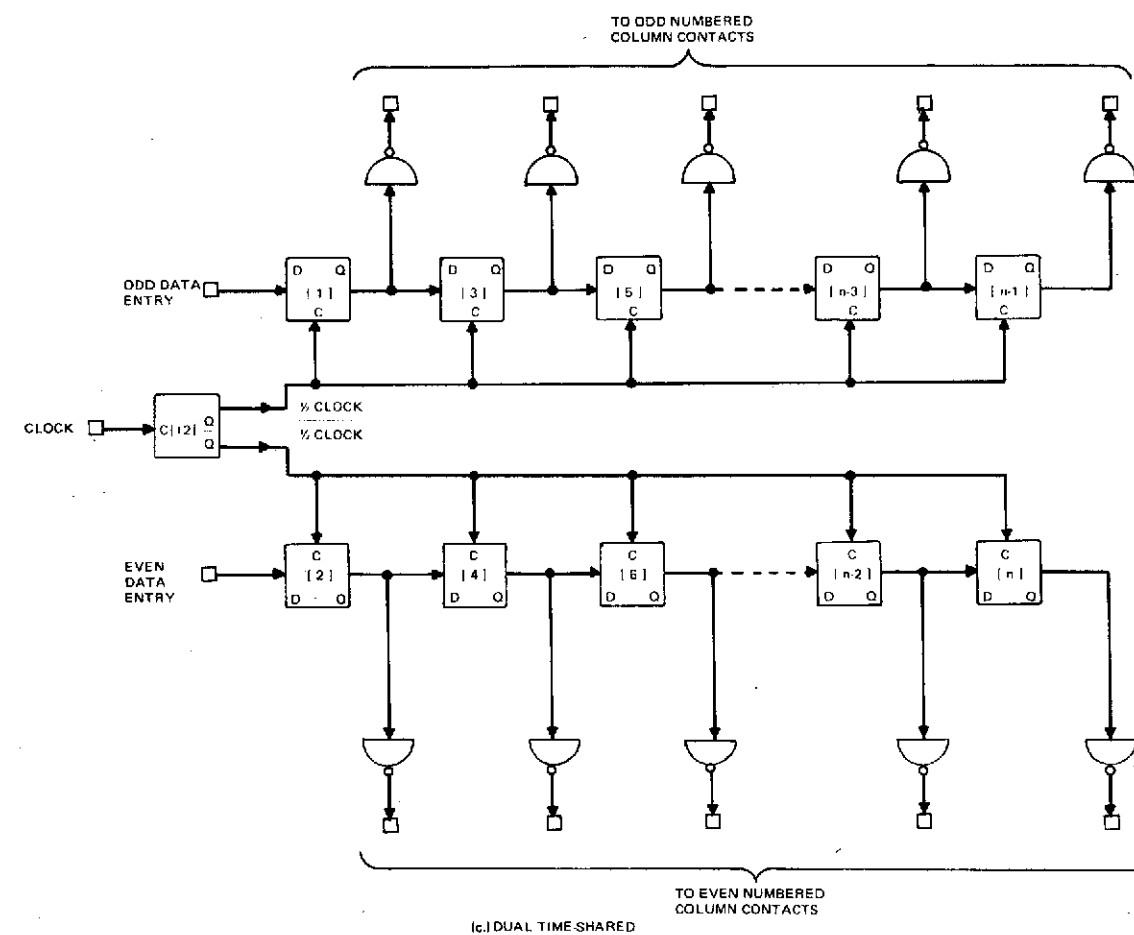 TO ODD NUMBERED
COLUMN CONTACTS
D Q
[1]
C
D Q
[3]
C
D Q
[5]
C
D Q
[n-3]
C
D Q
[n-1]
C
ODD DATA
ENTRY
CLOCK
C[÷2] Q
Q
½ CLOCK
½ CLOCK
C
[2]
D Q
C
[4]
D Q
C
[6]
D Q
C
[n-2]
D Q
C
[n]
D Q
EVEN
DATA
ENTRY
TO EVEN NUMBERED
COLUMN CONTACTS
(c.) DUAL TIME-SHARED